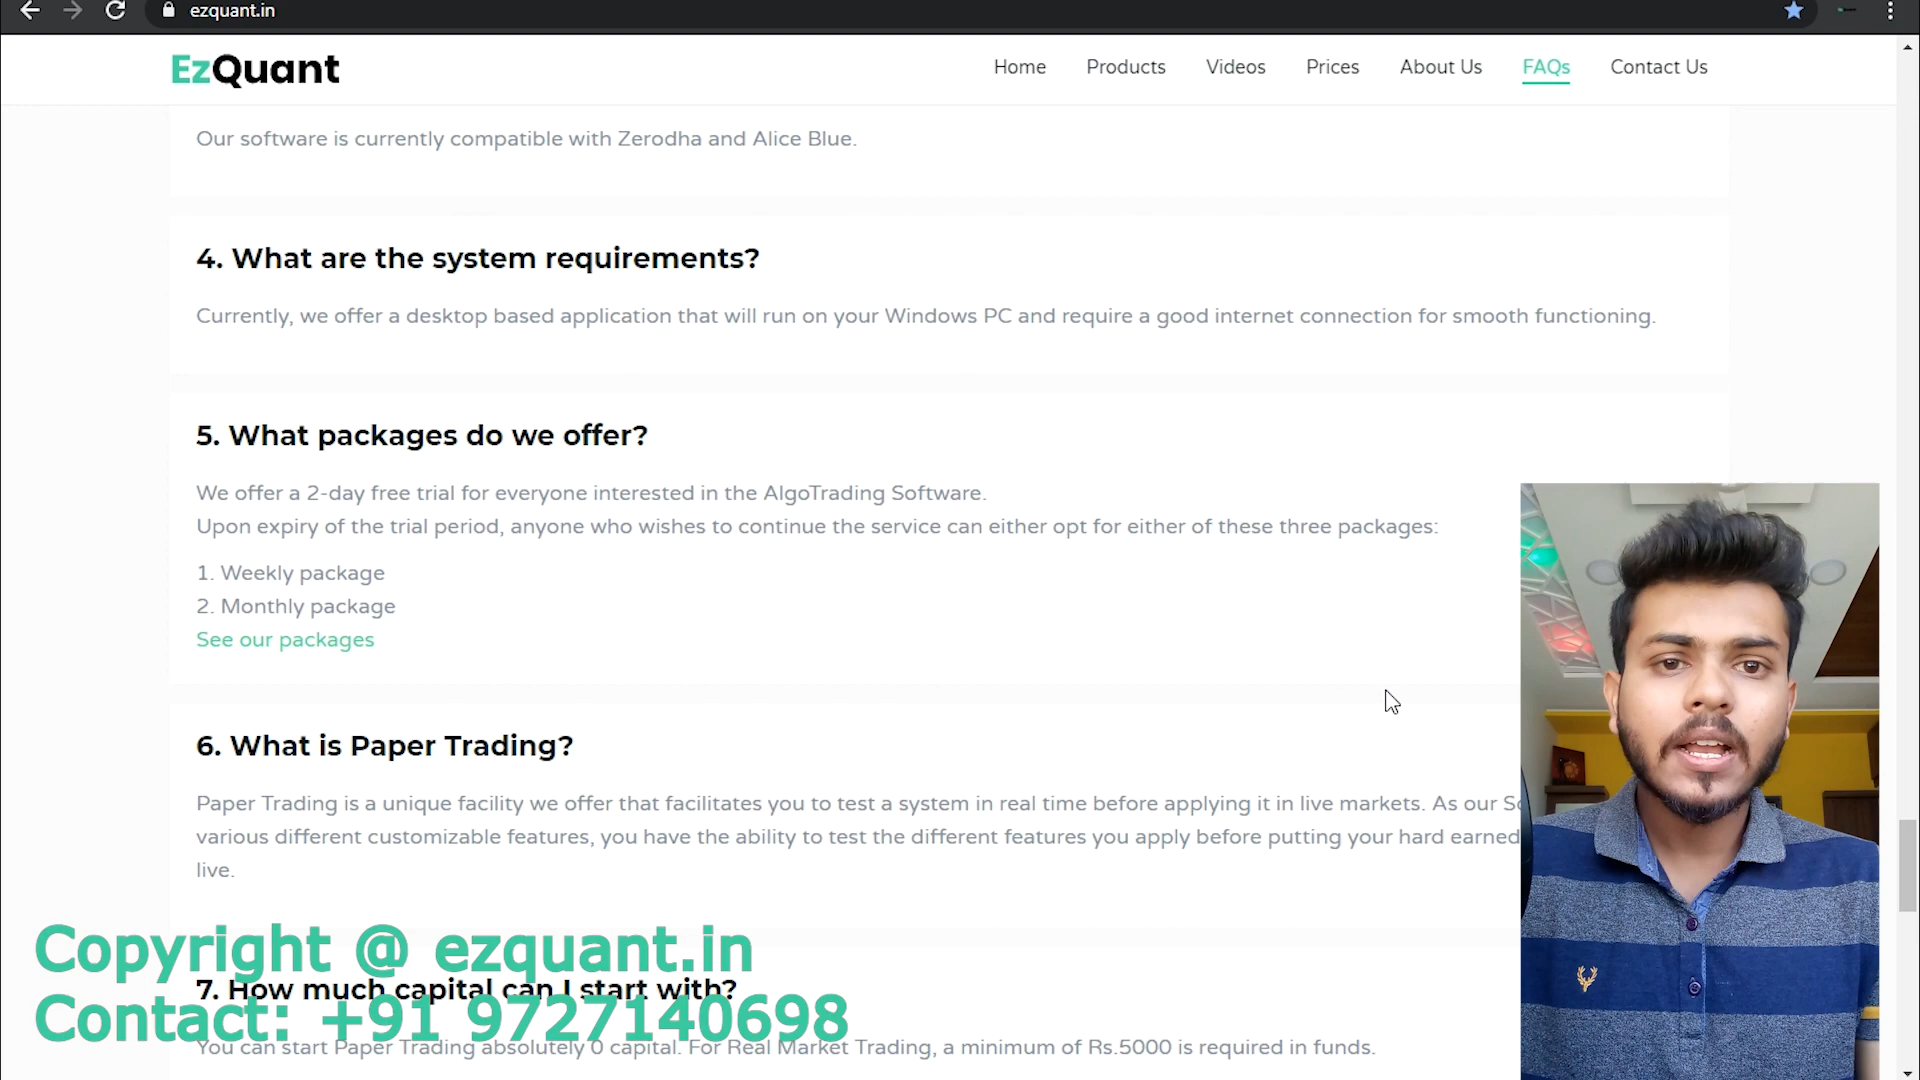 ezquant.in
EzQuant
Home Products Videos Prices About Us FAQs Contact Us
Our software is currently compatible with Zerodha and Alice Blue.
4. What are the system requirements?
Currently, we offer a desktop based application that will run on your Windows PC and require a good internet connection for smooth functioning.
5. What packages do we offer?
We offer a 2-day free trial for everyone interested in the AlgoTrading Software.
Upon expiry of the trial period, anyone who wishes to continue the service can either opt for either of these three packages:
1. Weekly package
2. Monthly package
See our packages
6. What is Paper Trading?
Paper Trading is a unique facility we offer that facilitates you to test a system in real time before applying it in live markets. As our
various different customizable features, you have the ability to test the different features you apply before putting your hard earned
live.
Copyright @ ezquant.in
7. How much capital can I start with?
Contact: +91 9727140698
You can start Paper Trading absolutely 0 capital. For Real Market Trading, a minimum of Rs.5000 is required in funds.